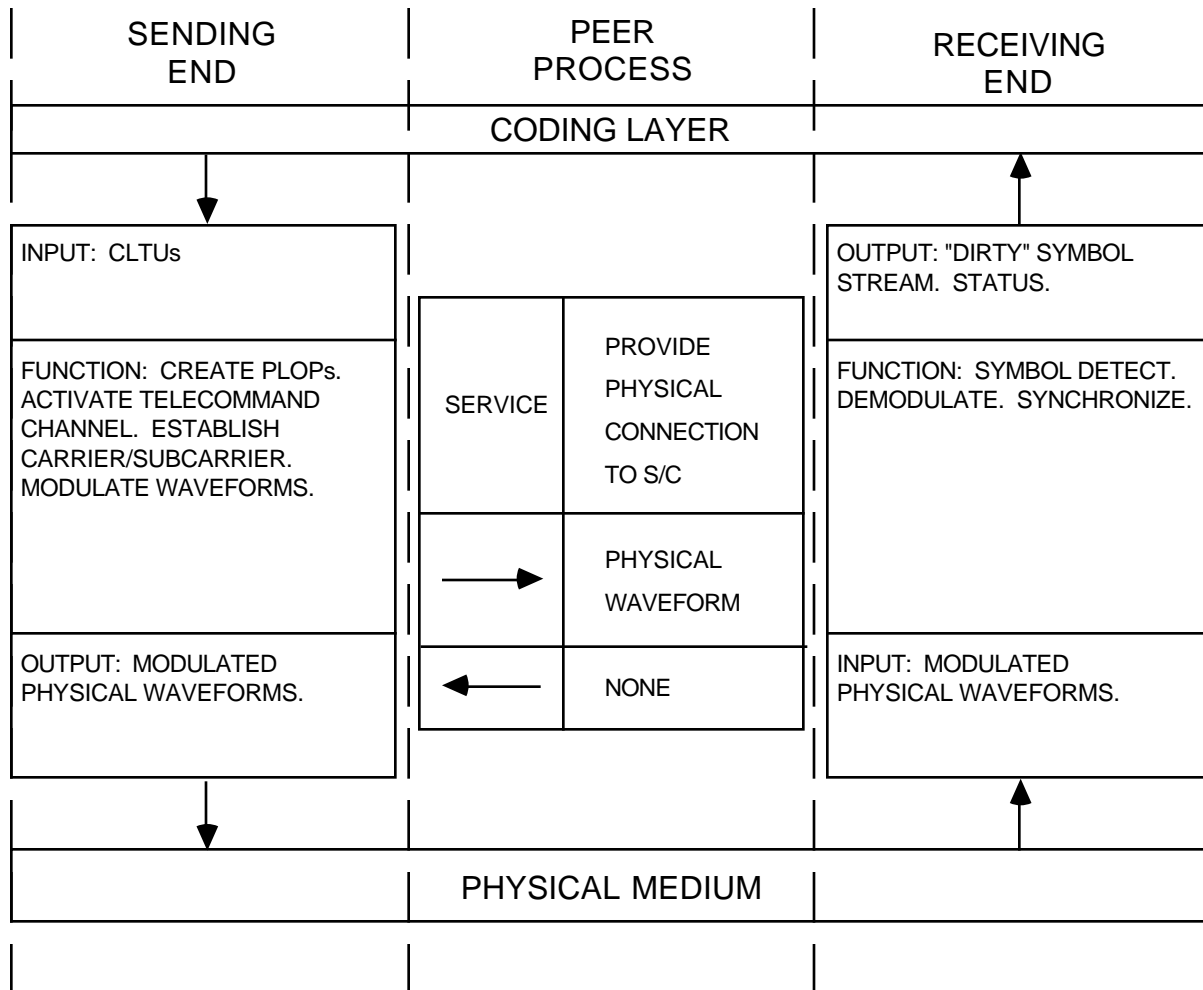 SENDING
END
PEER
PROCESS
RECEIVING
END
CODING LAYER
INPUT: CLTUs
FUNCTION: CREATE PLOPs.
ACTIVATE TELECOMMAND
CHANNEL. ESTABLISH
CARRIER/SUBCARRIER.
MODULATE WAVEFORMS.
OUTPUT: MODULATED
PHYSICAL WAVEFORMS.
SERVICE
PROVIDE
PHYSICAL
CONNECTION
TO S/C
PHYSICAL
WAVEFORM
NONE
OUTPUT: "DIRTY" SYMBOL
STREAM. STATUS.
FUNCTION: SYMBOL DETECT.
DEMODULATE. SYNCHRONIZE.
INPUT: MODULATED
PHYSICAL WAVEFORMS.
PHYSICAL MEDIUM